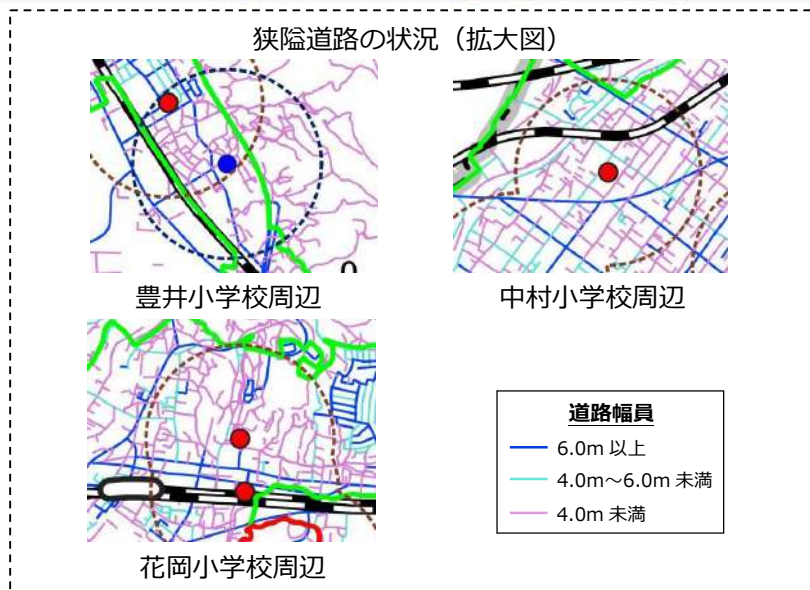 狭隘道路の状況（拡大図）
豊井小学校周辺
中村小学校周辺
花岡小学校周辺
道路幅員
6.0m 以上
4.0m～6.0m 未満
4.0m 未満